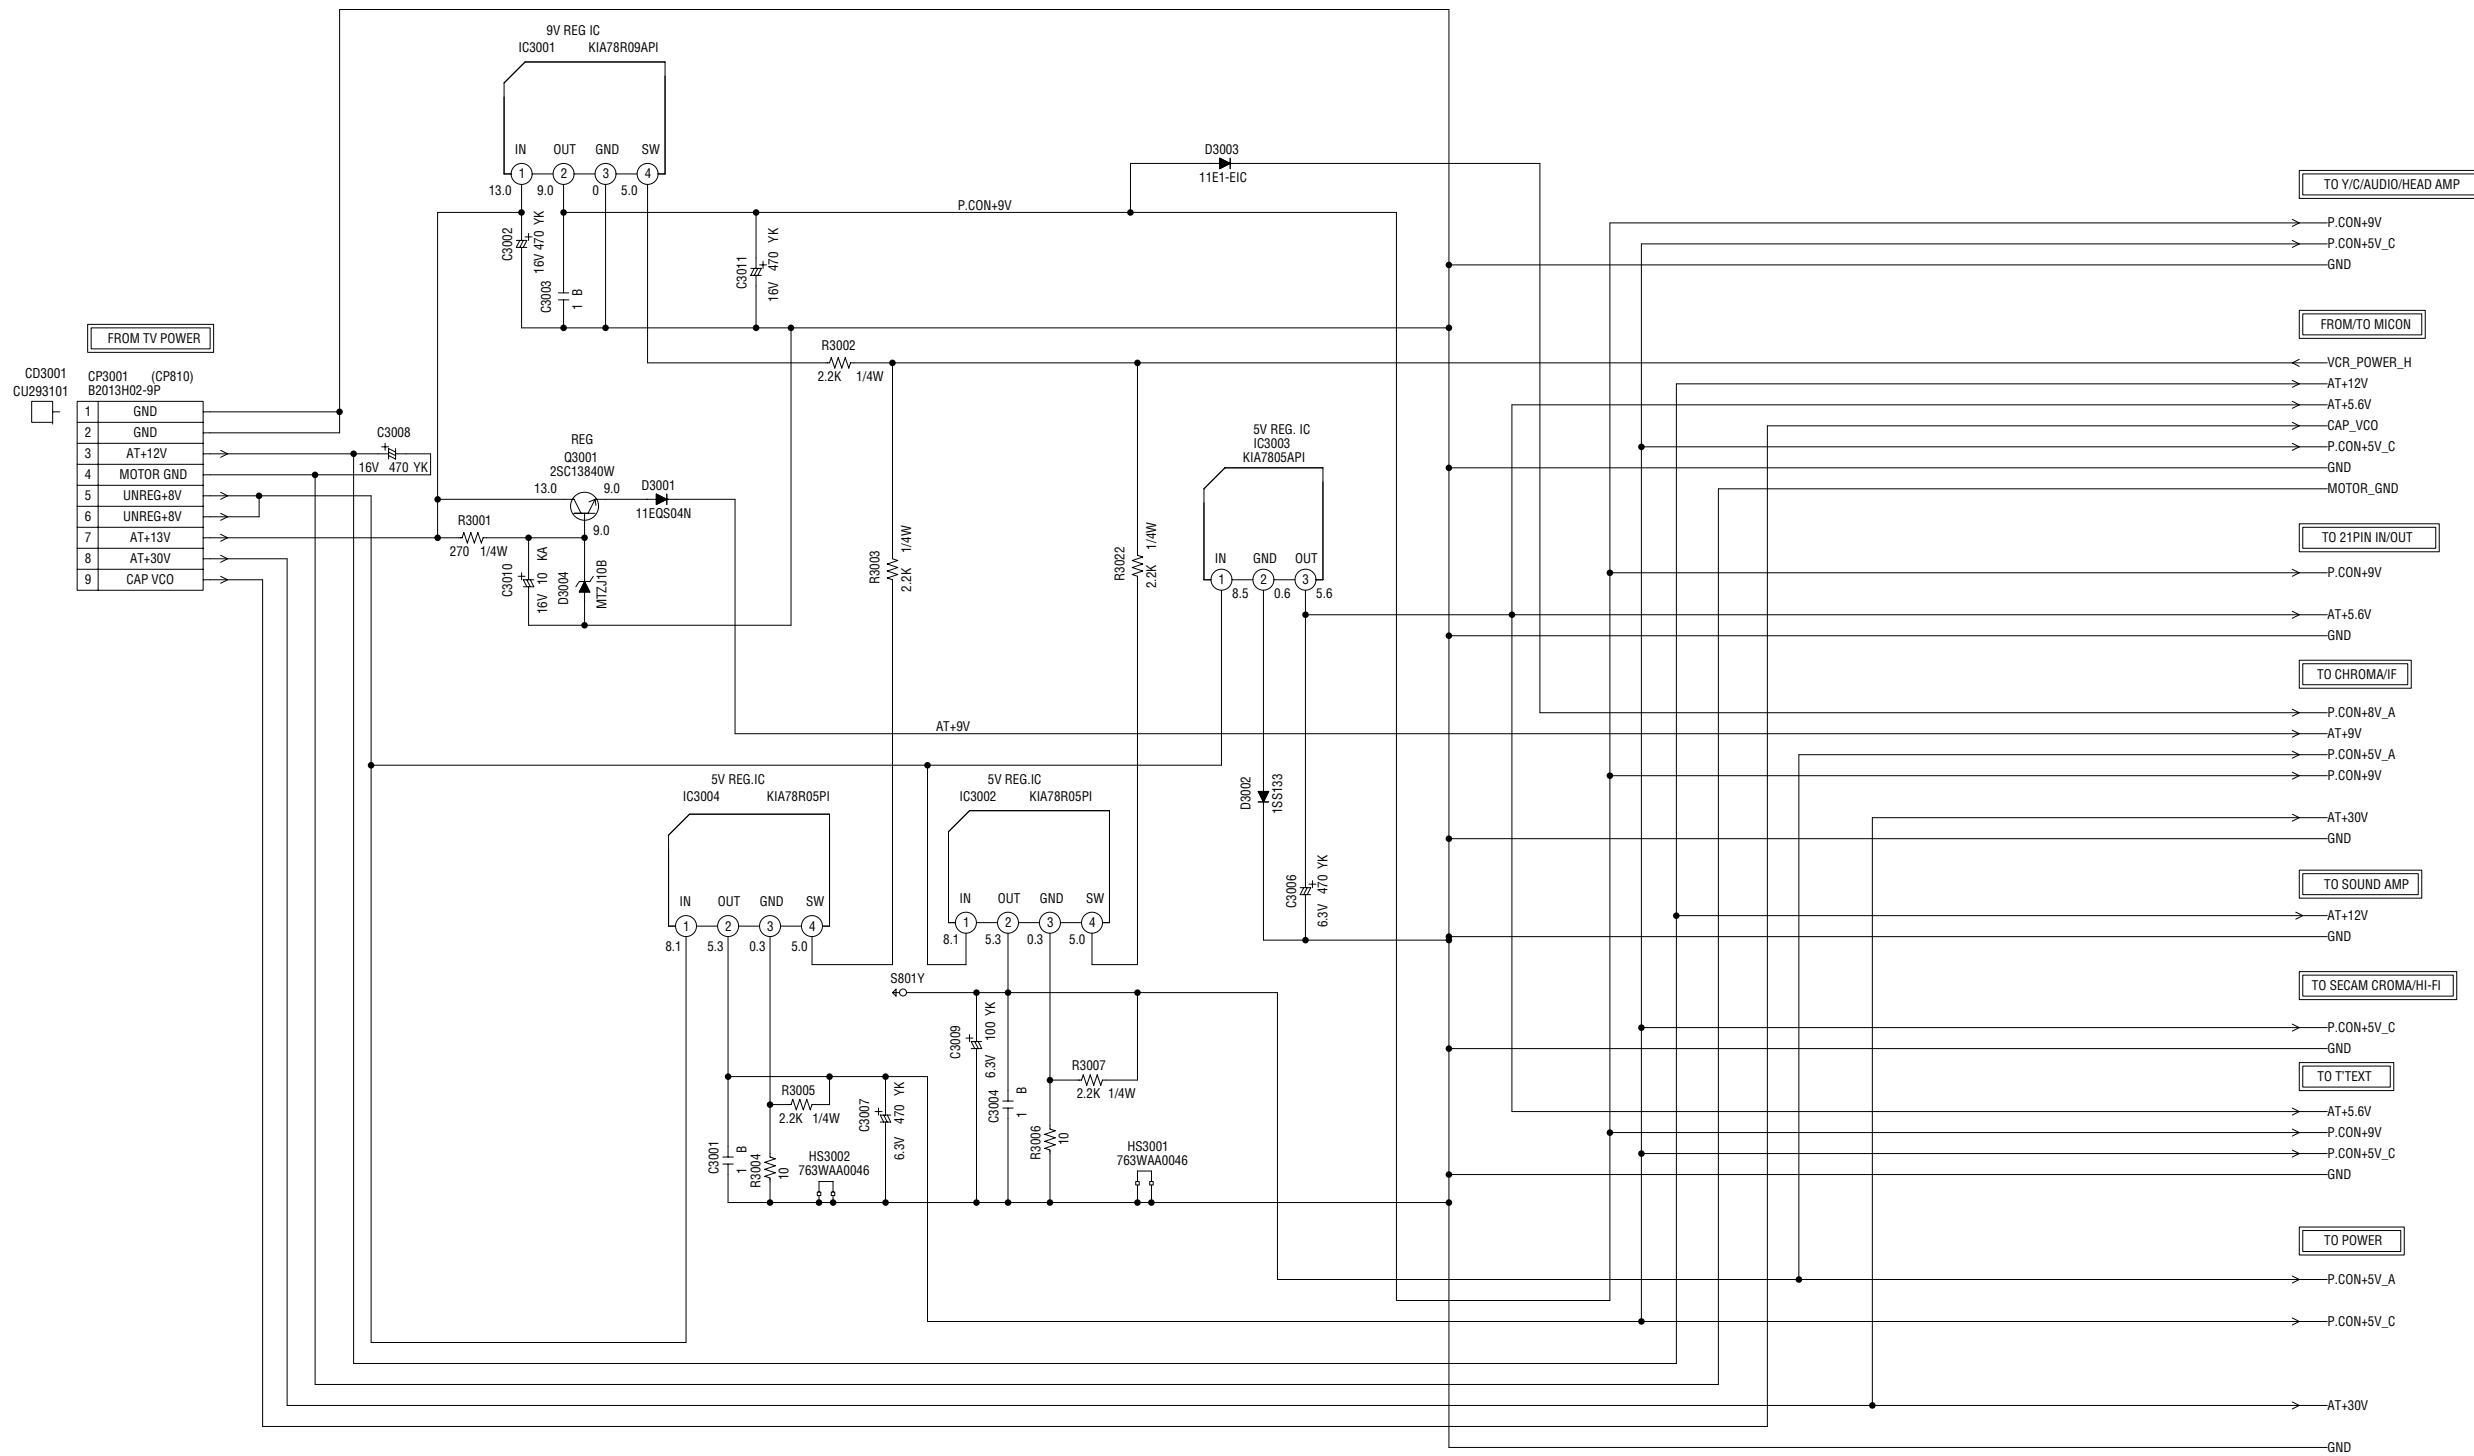 9V REG IC
IC3001 KIA78R09API
IN OUT GND SW
1 2 3 4
13.0 9.0 0 5.0
C3002
16V 470 YK
C3003
1 B
C3011
16V 470 YK
P.CON+9V
D3003
11E1-EIC
FROM TV POWER
CD3001
CU293101
CP3001 (CP810)
B2013H02-9P
1 GND
2 GND
3 AT+12V
4 MOTOR GND
5 UNREG+8V
6 UNREG+8V
7 AT+13V
8 AT+30V
9 CAP VCO
C3008
16V 470 YK
REG
Q3001
2SC13840W
13.0 9.0
9.0
D3001
11EQS04N
R3001
270 1/4W
C3010
16V 10 KA
D3004
MTZJ10B
R3002
2.2K 1/4W
R3003
2.2K 1/4W
R3022
2.2K 1/4W
5V REG. IC
IC3003
KIA7805API
IN GND OUT
1 2 3
8.5 0.6 5.6
AT+9V
D3002
1SS133
C3006
6.3V 470 YK
5V REG.IC
IC3004 KIA78R05PI
IN OUT GND SW
1 2 3 4
8.1 5.3 0.3 5.0
5V REG.IC
IC3002 KIA78R05PI
IN OUT GND SW
1 2 3 4
8.1 5.3 0.3 5.0
S801Y
C3009
6.3V 100 YK
C3004
1 B
R3007
2.2K 1/4W
R3006
10
HS3001
763WAA0046
R3005
2.2K 1/4W
C3007
6.3V 470 YK
C3001
1 B
R3004
10
HS3002
763WAA0046
TO Y/C/AUDIO/HEAD AMP
P.CON+9V
P.CON+5V_C
GND
FROM/TO MICON
VCR_POWER_H
AT+12V
AT+5.6V
CAP_VCO
P.CON+5V_C
GND
MOTOR_GND
TO 21PIN IN/OUT
P.CON+9V
AT+5.6V
GND
TO CHROMA/IF
P.CON+8V_A
AT+9V
P.CON+5V_A
P.CON+9V
AT+30V
GND
TO SOUND AMP
AT+12V
GND
TO SECAM CROMA/HI-FI
P.CON+5V_C
GND
TO T'TEXT
AT+5.6V
P.CON+9V
P.CON+5V_C
GND
TO POWER
P.CON+5V_A
P.CON+5V_C
AT+30V
GND